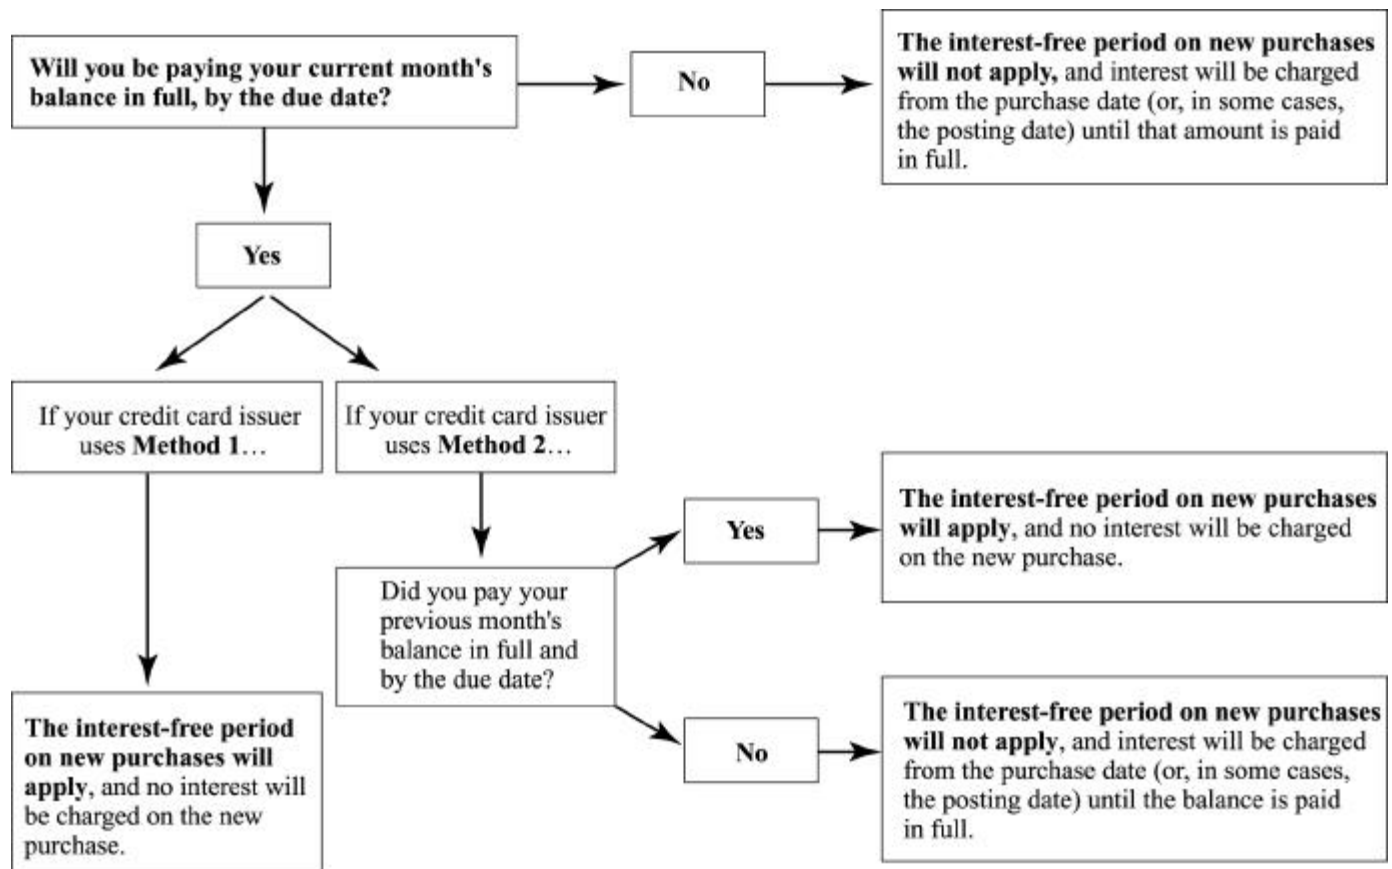 Will you be paying your current month's
balance in full, by the due date?
No
The interest-free period on new purchases
will not apply, and interest will be charged
from the purchase date (or, in some cases,
the posting date) until that amount is paid
in full.
Yes
If your credit card issuer
uses Method 1…
If your credit card issuer
uses Method 2…
Did you pay your
previous month's
balance in full and
by the due date?
Yes
The interest-free period on new purchases
will apply, and no interest will be charged
on the new purchase.
No
The interest-free period on new purchases
will not apply, and interest will be charged
from the purchase date (or, in some cases,
the posting date) until the balance is paid
in full.
The interest-free period
on new purchases will
apply, and no interest will
be charged on the new
purchase.